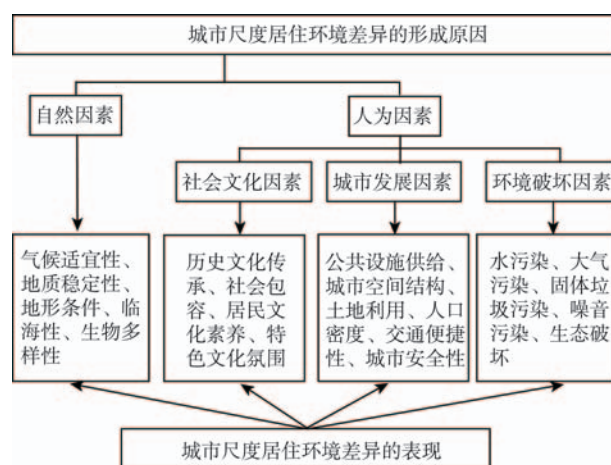 城市尺度居住环境差异的形成原因
自然因素
人为因素
社会文化因素
城市发展因素
环境破坏因素
气候适宜性、
地质稳定性、
地形条件、临
海性、生物多
样性
历史文化传
承、社会包
容、居民文
化素养、特
色文化氛围
公共设施供给、
城市空间结构、
土地利用、人口
密度、交通便捷
性、城市安全性
水污染、大气
污染、固体垃
圾污染、噪音
污染、生态破
坏
城市尺度居住环境差异的表现